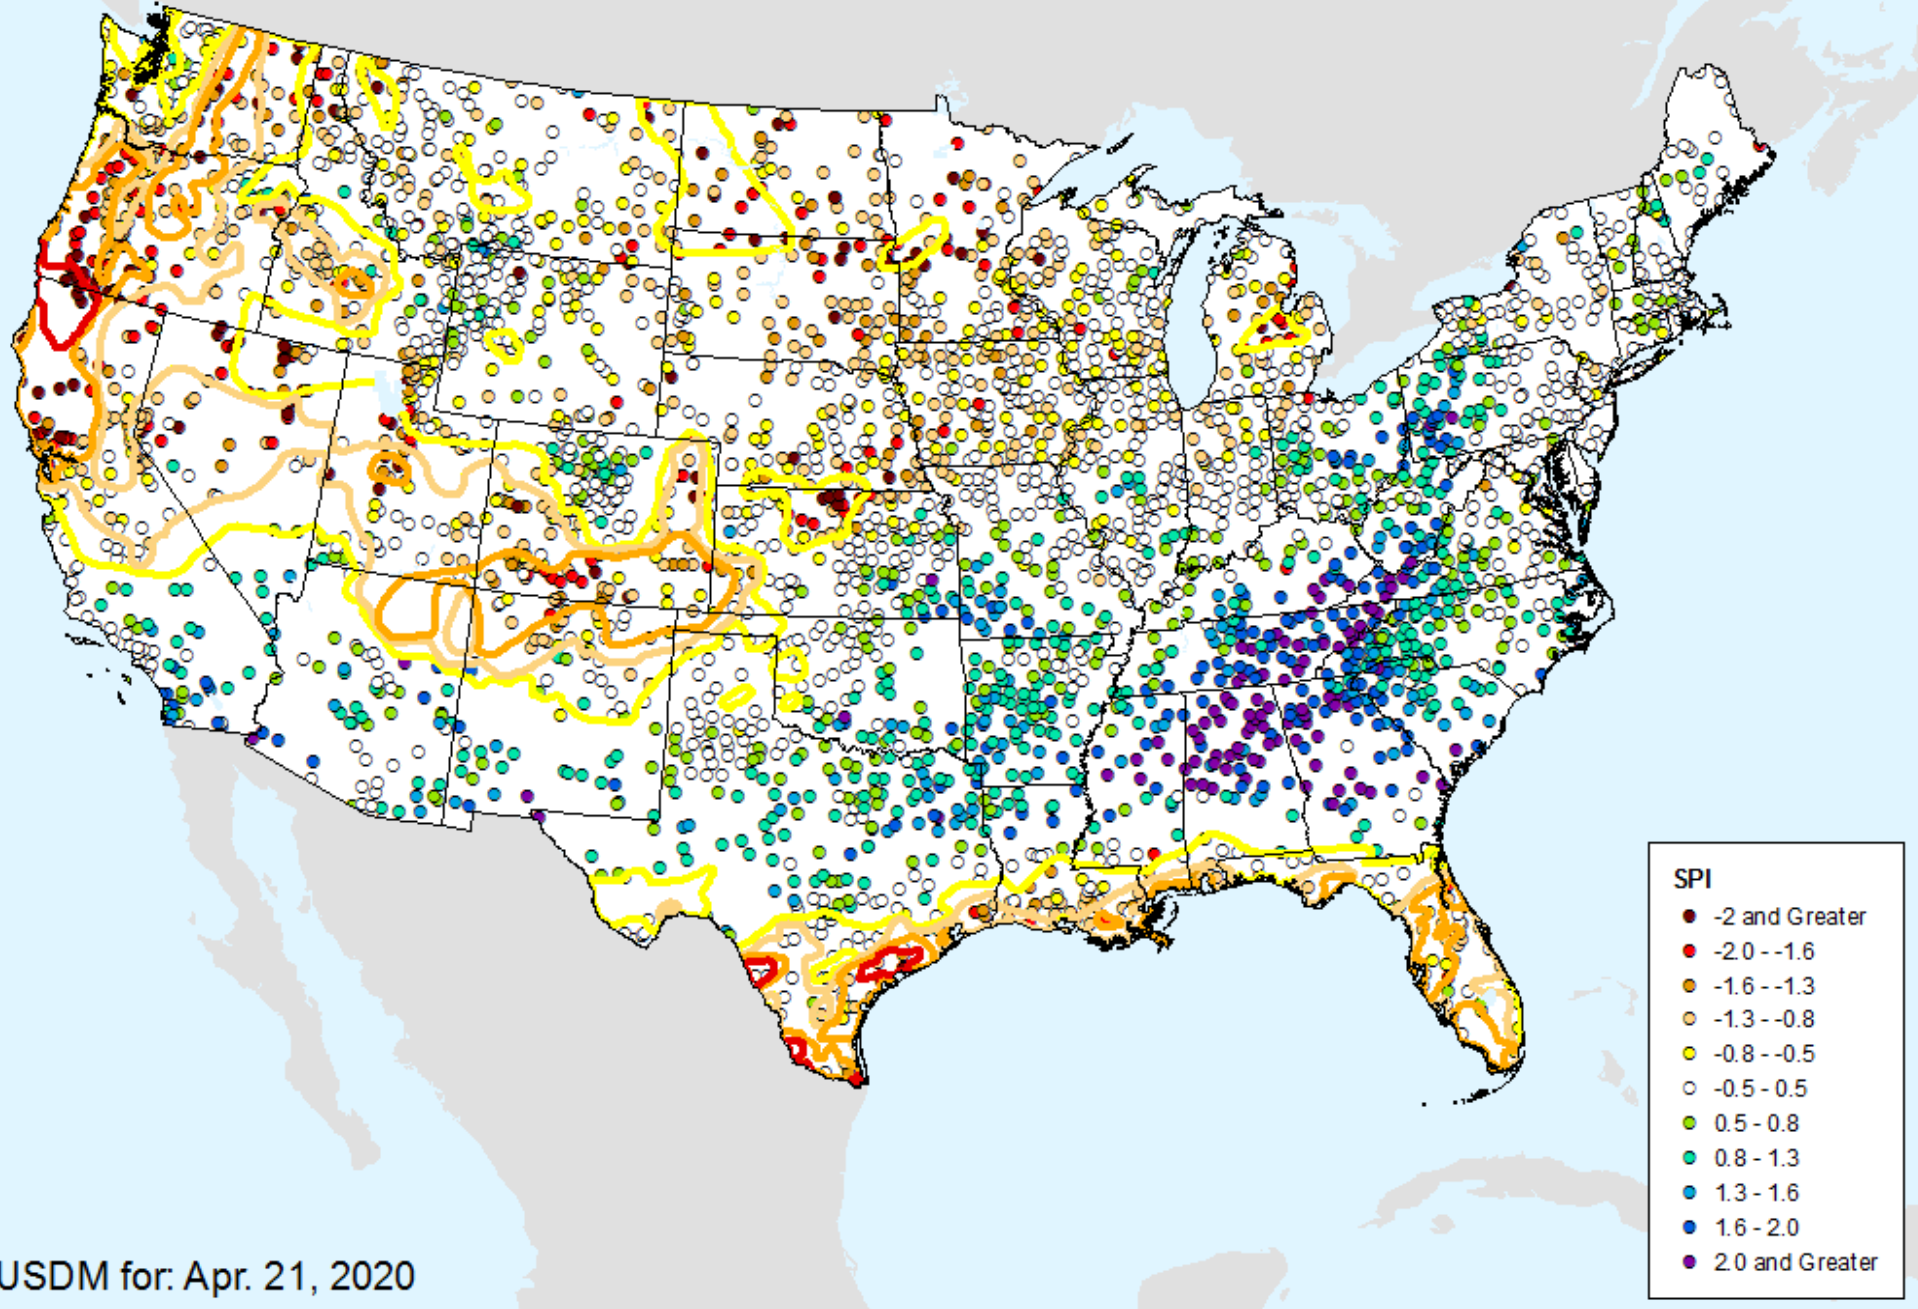 SPI
-2 and Greater
-2.0 - -1.6
-1.6 - -1.3
-1.3 - -0.8
-0.8 - -0.5
-0.5 - 0.5
0.5 - 0.8
0.8 - 1.3
1.3 - 1.6
1.6 - 2.0
2.0 and Greater
USDM for: Apr. 21, 2020